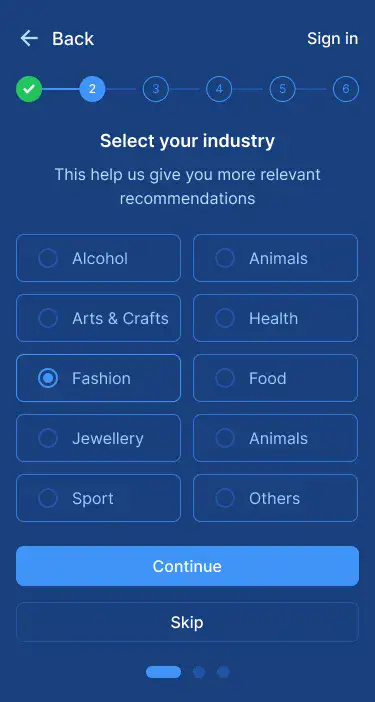 Back
Sign in
2
3
4
5
6
Select your industry
This help us give you more relevant
recommendations
Alcohol
Animals
Arts & Crafts
Health
Fashion
Food
Jewellery
Animals
Sport
Others
Continue
Skip